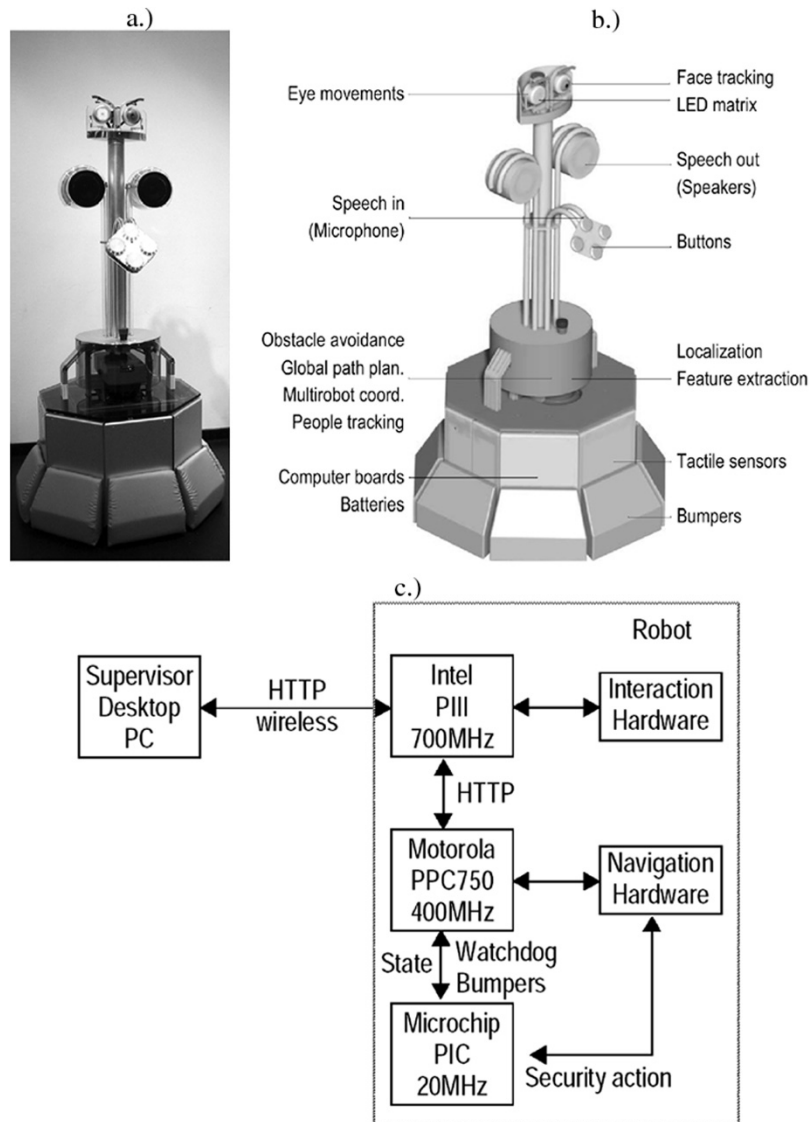 a.)
b.)
Eye movements
Face tracking
LED matrix
Speech out
(Speakers)
Speech in
(Microphone)
Buttons
Obstacle avoidance
Global path plan.
Multirobot coord.
People tracking
Localization
Feature extraction
Computer boards
Batteries
Tactile sensors
Bumpers
c.)
Robot
Supervisor
Desktop
PC
HTTP
wireless
Intel
PIII
700MHz
Interaction
Hardware
HTTP
Motorola
PPC750
400MHz
Navigation
Hardware
State
Watchdog
Bumpers
Microchip
PIC
20MHz
Security action